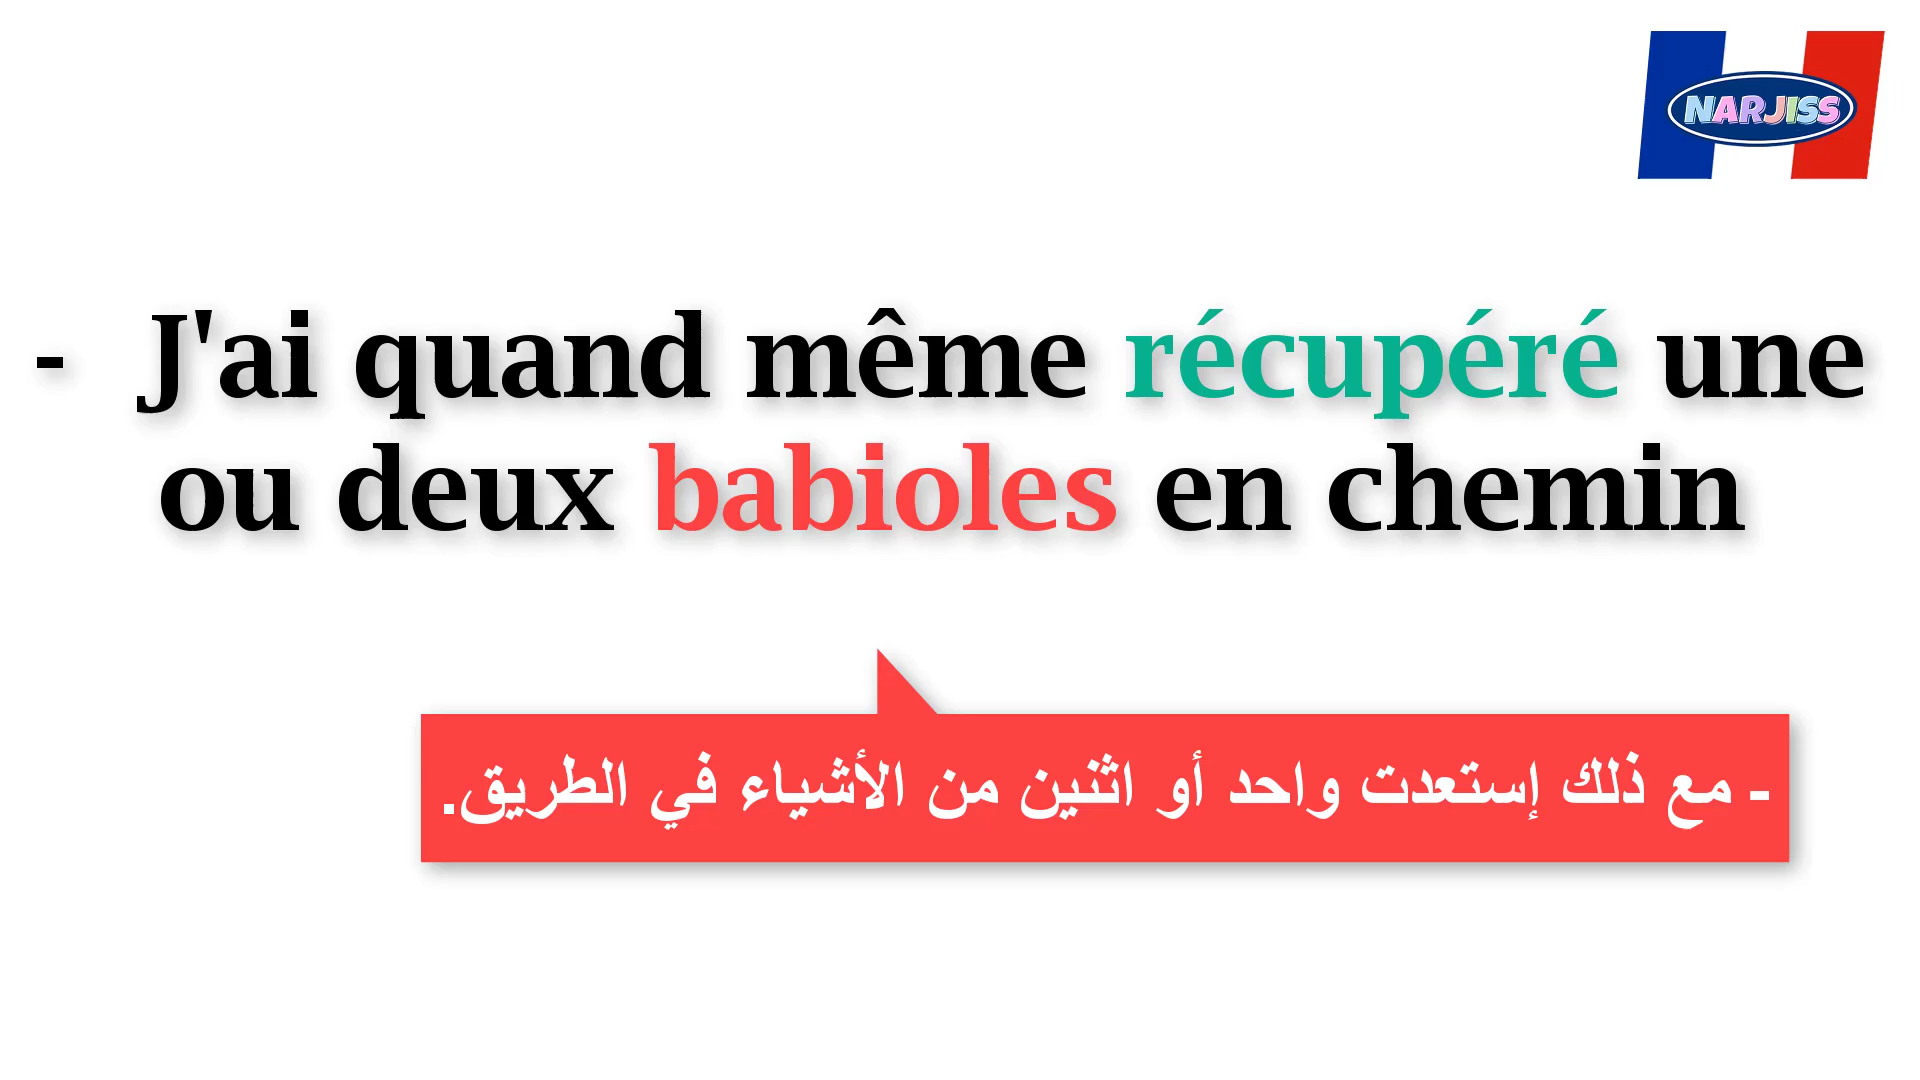 NARJISS
- J'ai quand même récupéré une
ou deux babioles en chemin
- مع ذلك إستعدت واحد أو اثنين من الأشياء في الطريق.